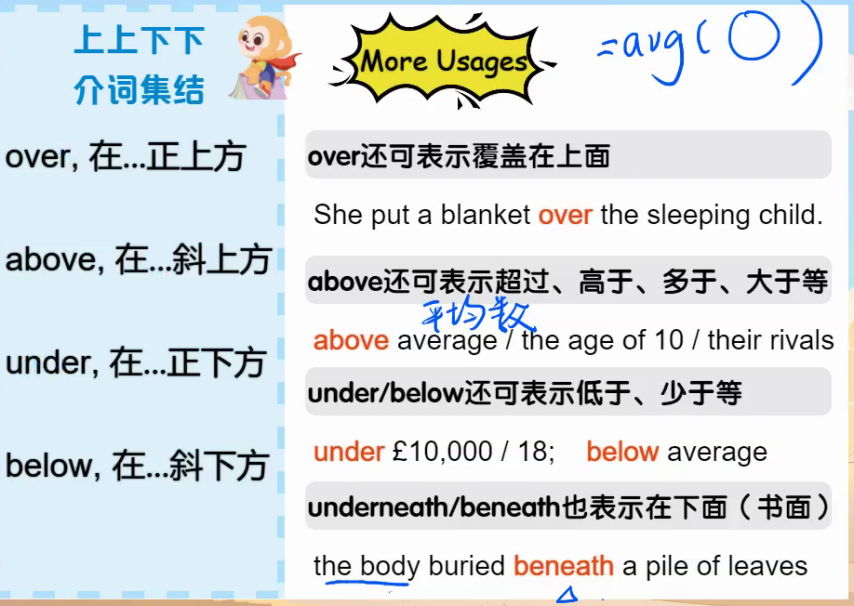 上上下下
介词集结
over, 在...正上方
above, 在...斜上方
under, 在...正下方
below, 在...斜下方
More Usages
=avg( )
over还可表示覆盖在上面
She put a blanket over the sleeping child.
above还可表示超过、高于、多于、大于等
平均数
above average / the age of 10 / their rivals
under/below还可表示低于、少于等
under £10,000 / 18; below average
underneath/beneath也表示在下面（书面）
the body buried beneath a pile of leaves